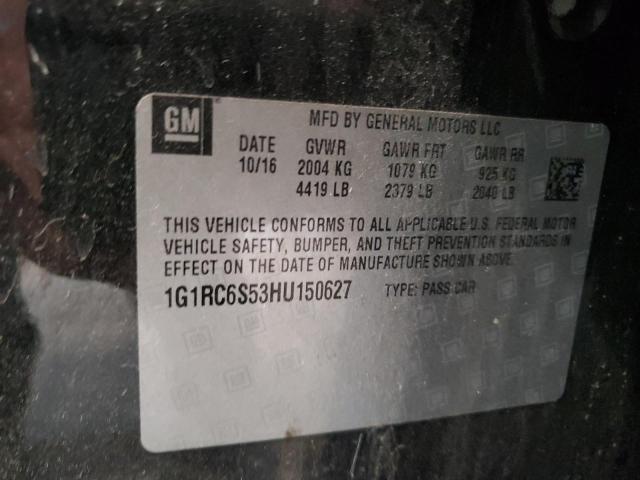 GM
MFD BY GENERAL MOTORS LLC
DATE GVWR GAWR FRT GAWR RR
10/16 2004 KG 1079 KG 925 KG
4419 LB 2379 LB 2040 LB
THIS VEHICLE CONFORMS TO ALL APPLICABLE U.S. FEDERAL MOTOR
VEHICLE SAFETY, BUMPER, AND THEFT PREVENTION STANDARDS IN
EFFECT ON THE DATE OF MANUFACTURE SHOWN ABOVE.
1G1RC6S53HU150627 TYPE: PASS CAR